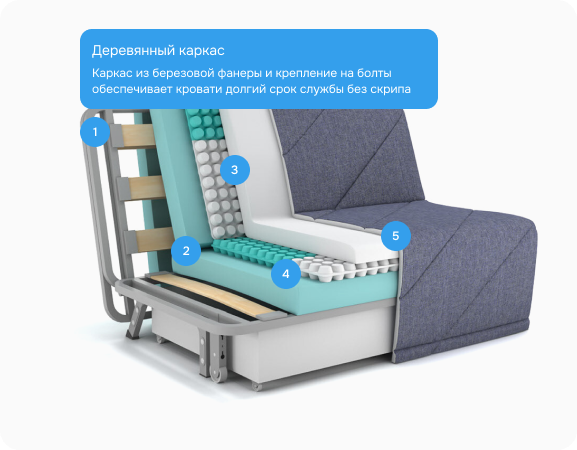 Деревянный каркас
Каркас из березовой фанеры и крепление на болты
обеспечивает кровати долгий срок службы без скрипа
1
3
5
2
4